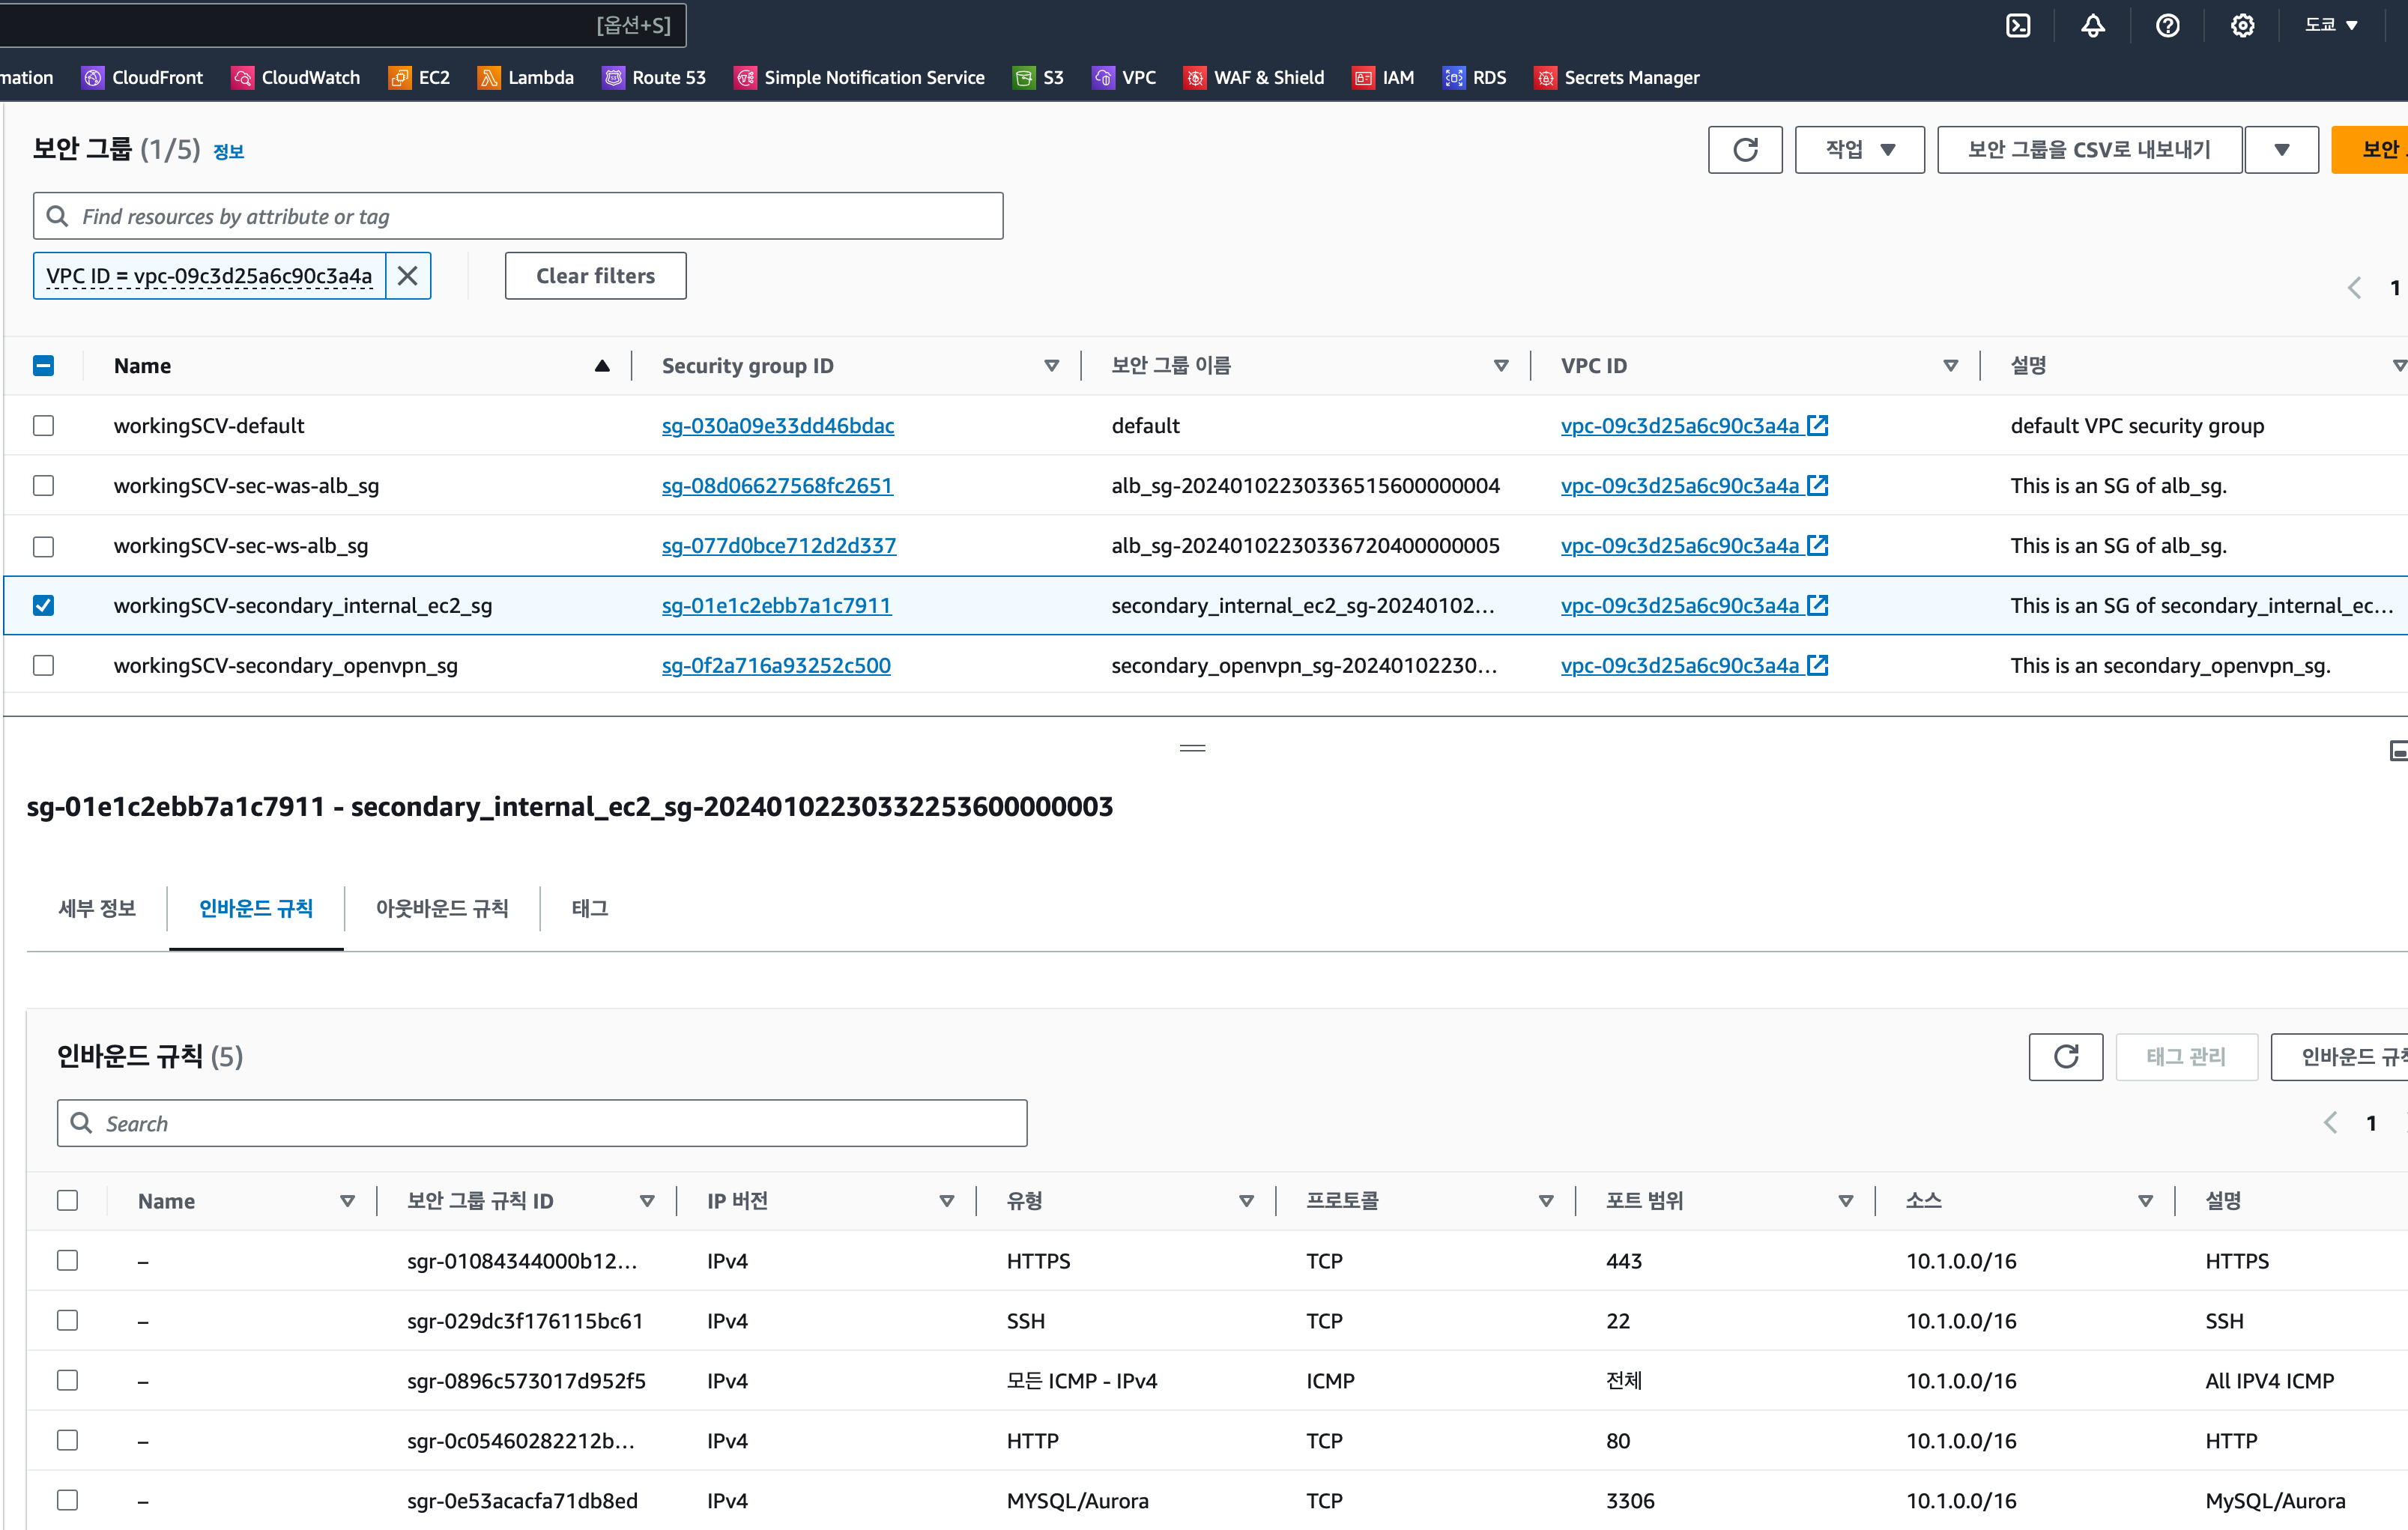 [옵션+S] 도쿄
mation CloudFront CloudWatch EC2 Lambda Route 53 Simple Notification Service S3 VPC WAF & Shield IAM RDS Secrets Manager
보안 그룹 (1/5) 정보 작업 보안 그룹을 CSV로 내보내기 보안
Find resources by attribute or tag
VPC ID = vpc-09c3d25a6c90c3a4a Clear filters 1
Name Security group ID 보안 그룹 이름 VPC ID 설명
workingSCV-default sg-030a09e33dd46bdac default vpc-09c3d25a6c90c3a4a default VPC security group
workingSCV-sec-was-alb_sg sg-08d06627568fc2651 alb_sg-20240102230336515600000004 vpc-09c3d25a6c90c3a4a This is an SG of alb_sg.
workingSCV-sec-ws-alb_sg sg-077d0bce712d2d337 alb_sg-20240102230336720400000005 vpc-09c3d25a6c90c3a4a This is an SG of alb_sg.
workingSCV-secondary_internal_ec2_sg sg-01e1c2ebb7a1c7911 secondary_internal_ec2_sg-20240102... vpc-09c3d25a6c90c3a4a This is an SG of secondary_internal_ec...
workingSCV-secondary_openvpn_sg sg-0f2a716a93252c500 secondary_openvpn_sg-20240102230... vpc-09c3d25a6c90c3a4a This is an secondary_openvpn_sg.
sg-01e1c2ebb7a1c7911 - secondary_internal_ec2_sg-20240102230332253600000003
세부 정보 인바운드 규칙 아웃바운드 규칙 태그
인바운드 규칙 (5) 태그 관리 인바운드 규칙
Search 1
Name 보안 그룹 규칙 ID IP 버전 유형 프로토콜 포트 범위 소스 설명
– sgr-01084344000b12... IPv4 HTTPS TCP 443 10.1.0.0/16 HTTPS
– sgr-029dc3f176115bc61 IPv4 SSH TCP 22 10.1.0.0/16 SSH
– sgr-0896c573017d952f5 IPv4 모든 ICMP - IPv4 ICMP 전체 10.1.0.0/16 All IPV4 ICMP
– sgr-0c05460282212b... IPv4 HTTP TCP 80 10.1.0.0/16 HTTP
– sgr-0e53acacfa71db8ed IPv4 MYSQL/Aurora TCP 3306 10.1.0.0/16 MySQL/Aurora